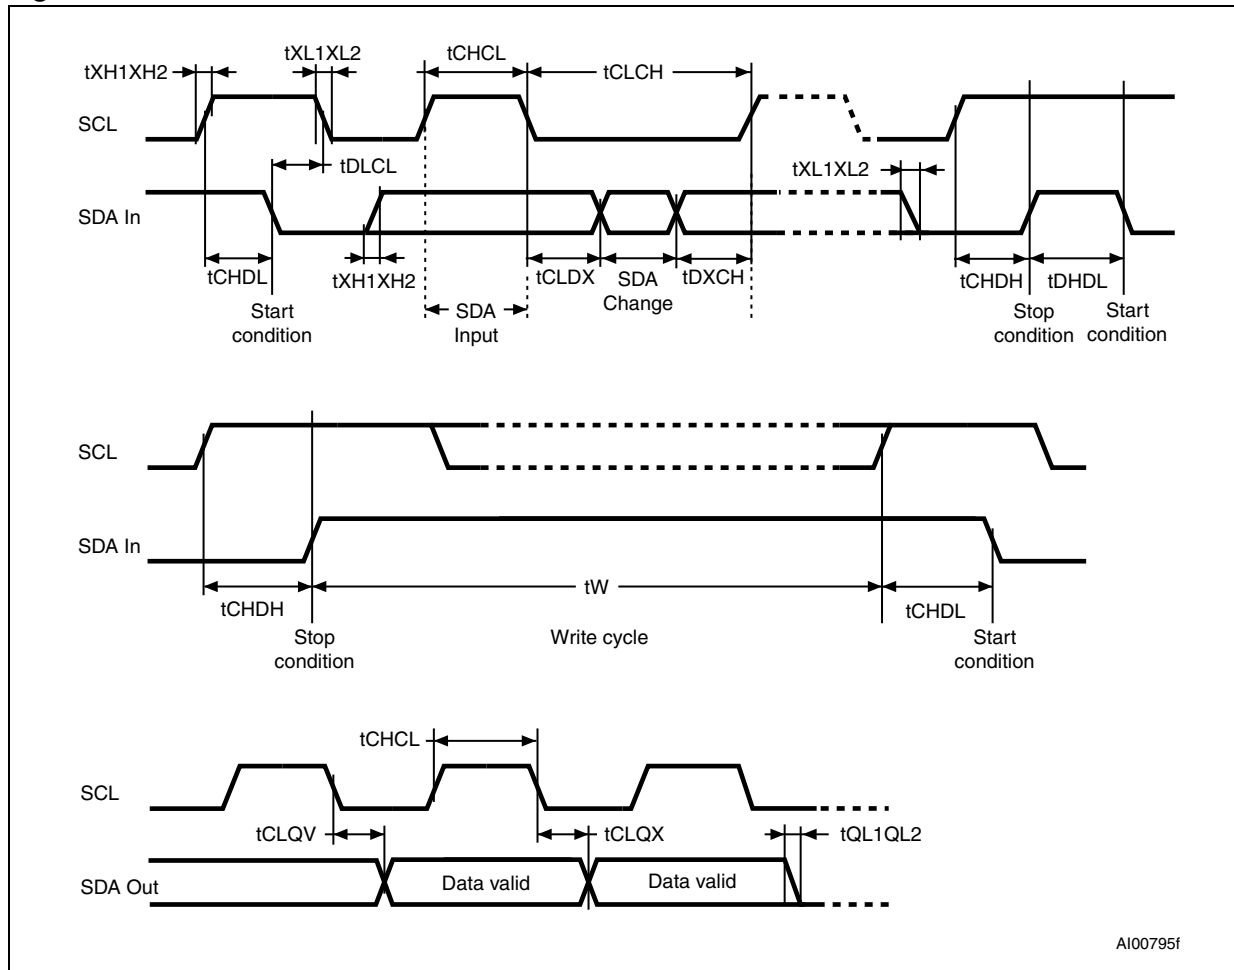 tXH1XH2
tXL1XL2
tCHCL
tCLCH
SCL
tDLCL
tXL1XL2
SDA In
tCHDL
tXH1XH2
tCLDX
SDA
Change
tDXCH
tCHDH
tDHDL
Start
condition
SDA
Input
Stop
condition
Start
condition
SCL
SDA In
tCHDH
tW
tCHDL
Stop
condition
Write cycle
Start
condition
tCHCL
SCL
tCLQV
tCLQX
tQL1QL2
SDA Out
Data valid
Data valid
AI00795f